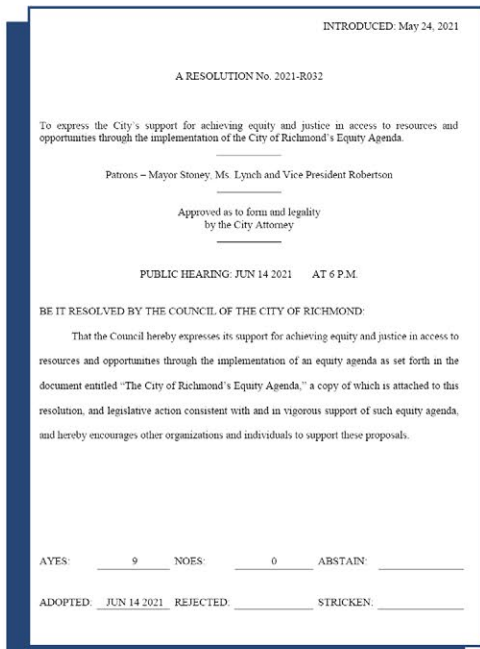 INTRODUCED: May 24, 2021
A RESOLUTION No. 2021-R032
To express the City's support for achieving equity and justice in access to resources and
opportunities through the implementation of the City of Richmond's Equity Agenda.
Patrons – Mayor Stoney, Ms. Lynch and Vice President Robertson
Approved as to form and legality
by the City Attorney
PUBLIC HEARING: JUN 14 2021 AT 6 P.M.
BE IT RESOLVED BY THE COUNCIL OF THE CITY OF RICHMOND:
That the Council hereby expresses its support for achieving equity and justice in access to
resources and opportunities through the implementation of an equity agenda as set forth in the
document entitled “The City of Richmond's Equity Agenda,” a copy of which is attached to this
resolution, and legislative action consistent with and in vigorous support of such equity agenda,
and hereby encourages other organizations and individuals to support these proposals.
AYES: 9 NOES: 0 ABSTAIN:
ADOPTED: JUN 14 2021 REJECTED: STRICKEN: